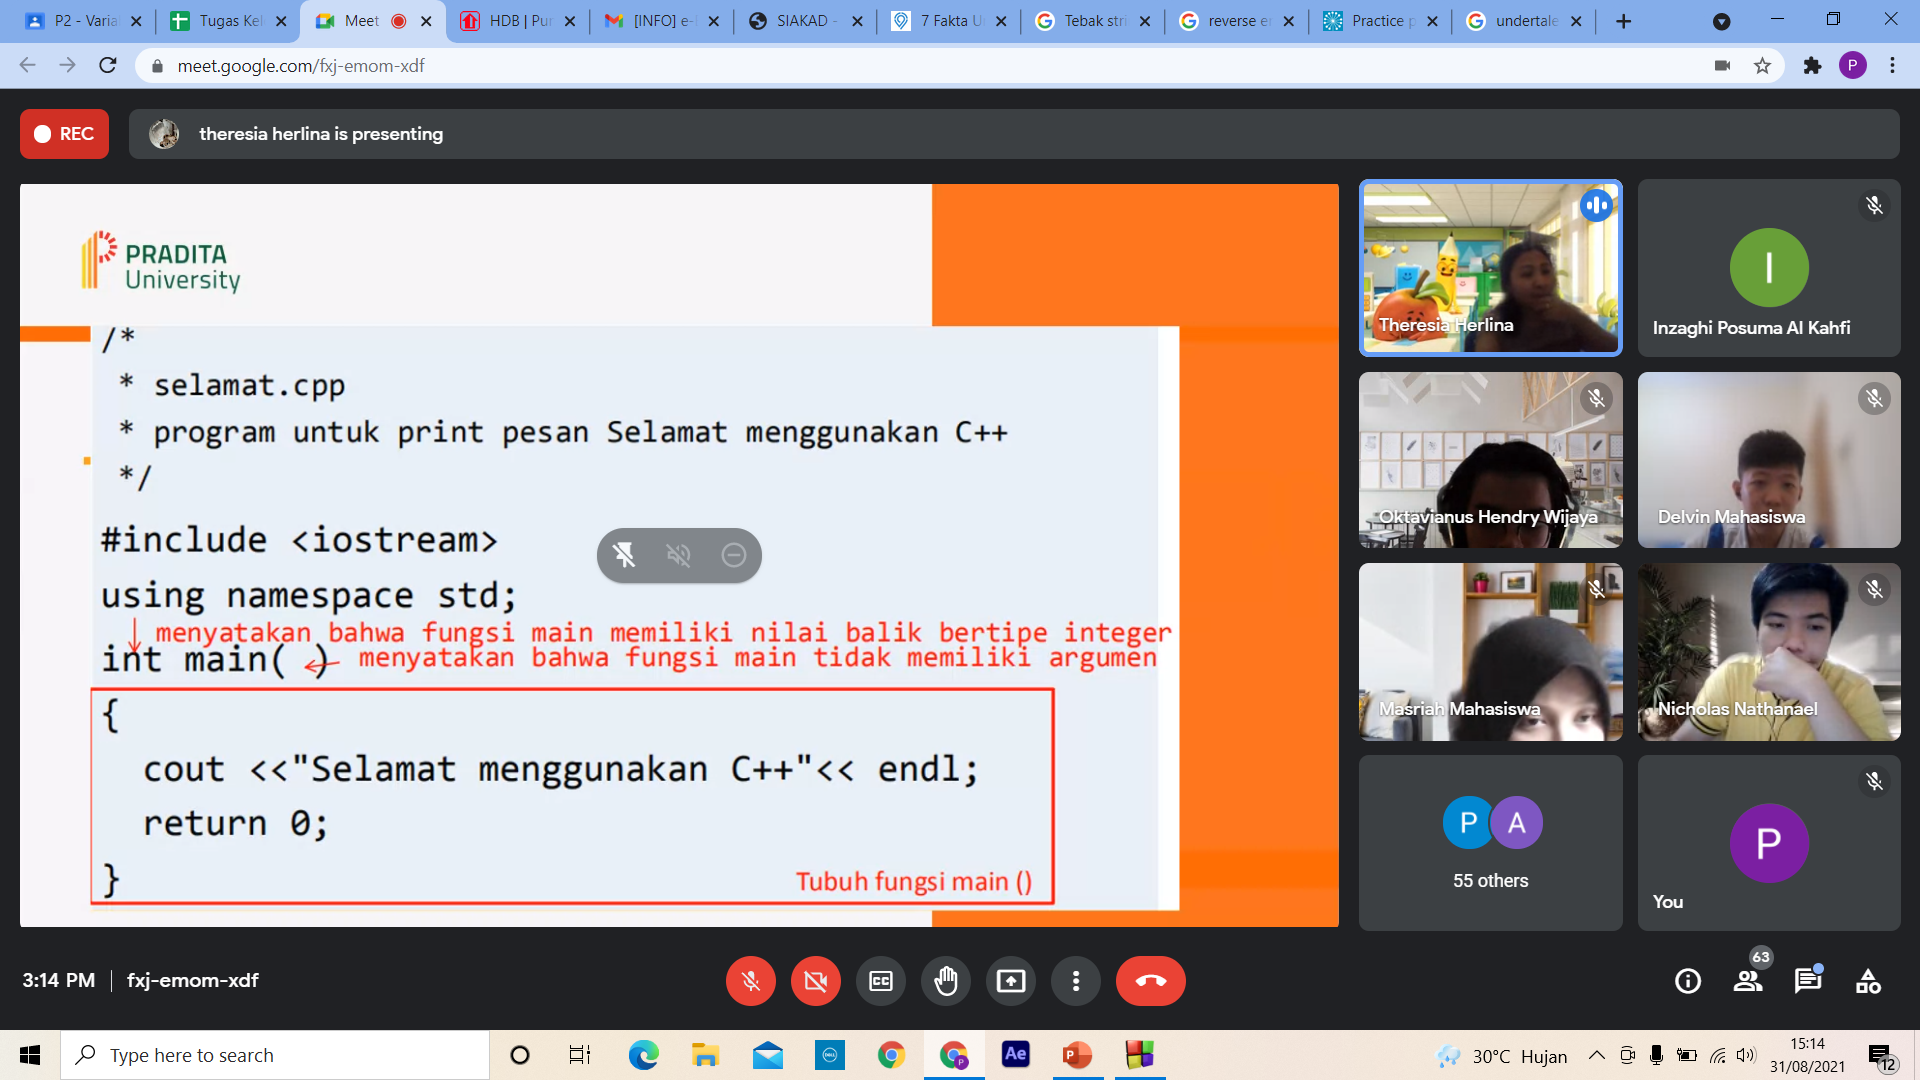 P2 - Varia
Tugas Kel
Meet
HDB | Pur
[INFO] e-
SIAKAD -
7 Fakta U
Tebak stri
reverse e
Practice p
undertale
meet.google.com/fxj-emom-xdf
P
REC
theresia herlina is presenting
PRADITA
University
/*
* selamat.cpp
* program untuk print pesan Selamat menggunakan C++
*/
#include <iostream>
using namespace std;
menyatakan bahwa fungsi main memiliki nilai balik bertipe integer
int main( ) menyatakan bahwa fungsi main tidak memiliki argumen
{
cout <<"Selamat menggunakan C++"<< endl;
return 0;
}
Tubuh fungsi main ()
Theresia Herlina
I
Inzaghi Posuma Al Kahfi
Oktavianus Hendry Wijaya
Delvin Mahasiswa
Masriah Mahasiswa
Nicholas Nathanael
P A
55 others
P
You
3:14 PM | fxj-emom-xdf
CC
63
Type here to search
DELL
P
Ae
P
30°C Hujan
15:14
31/08/2021
12